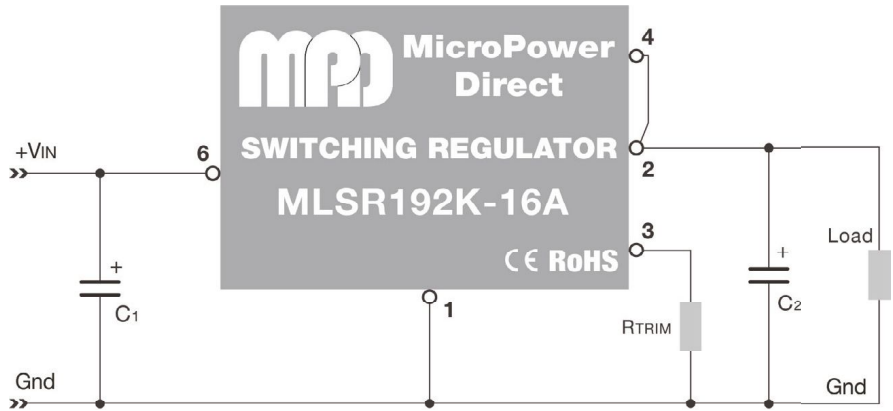 MPD
MicroPower
Direct
4
+VIN
6
SWITCHING REGULATOR
2
MLSR192K-16A
3
CE RoHS
Load
+
C1
1
+
C2
RTRIM
Gnd
Gnd